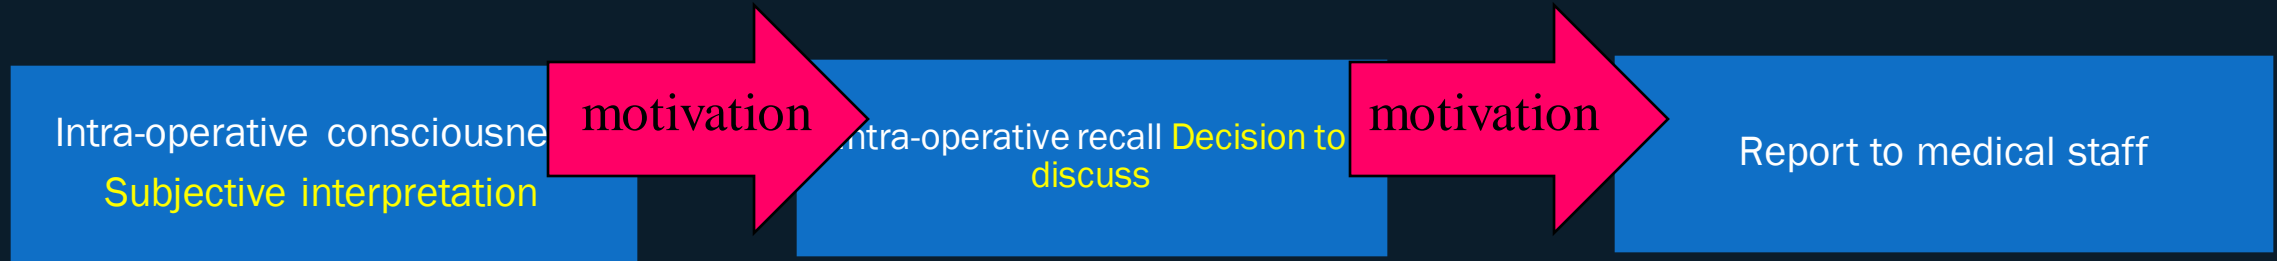 Intra-operative consciousne
Subjective interpretation
motivation
ntra-operative recall Decision to
discuss
motivation
Report to medical staff